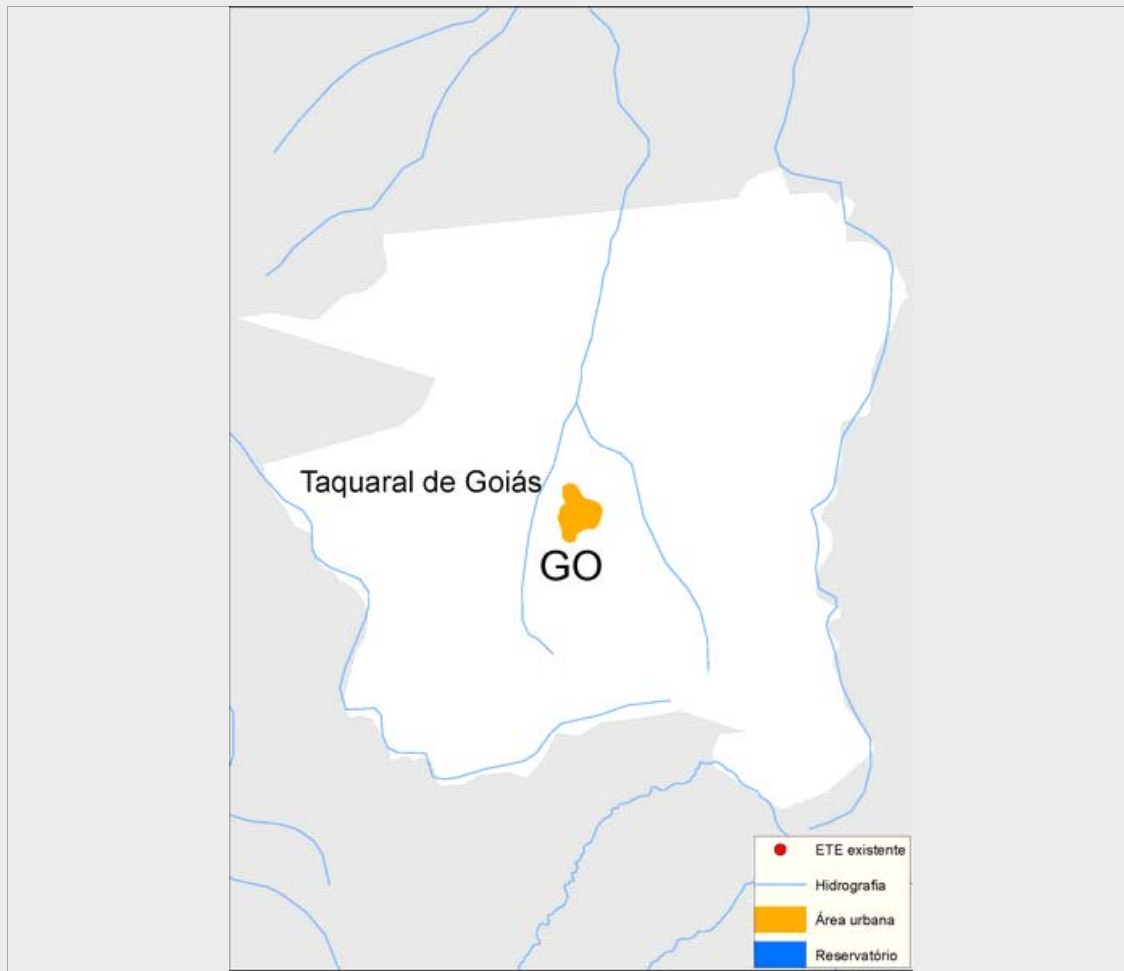 Taquaral de Goiás
GO
ETE existente
Hidrografia
Área urbana
Reservatório